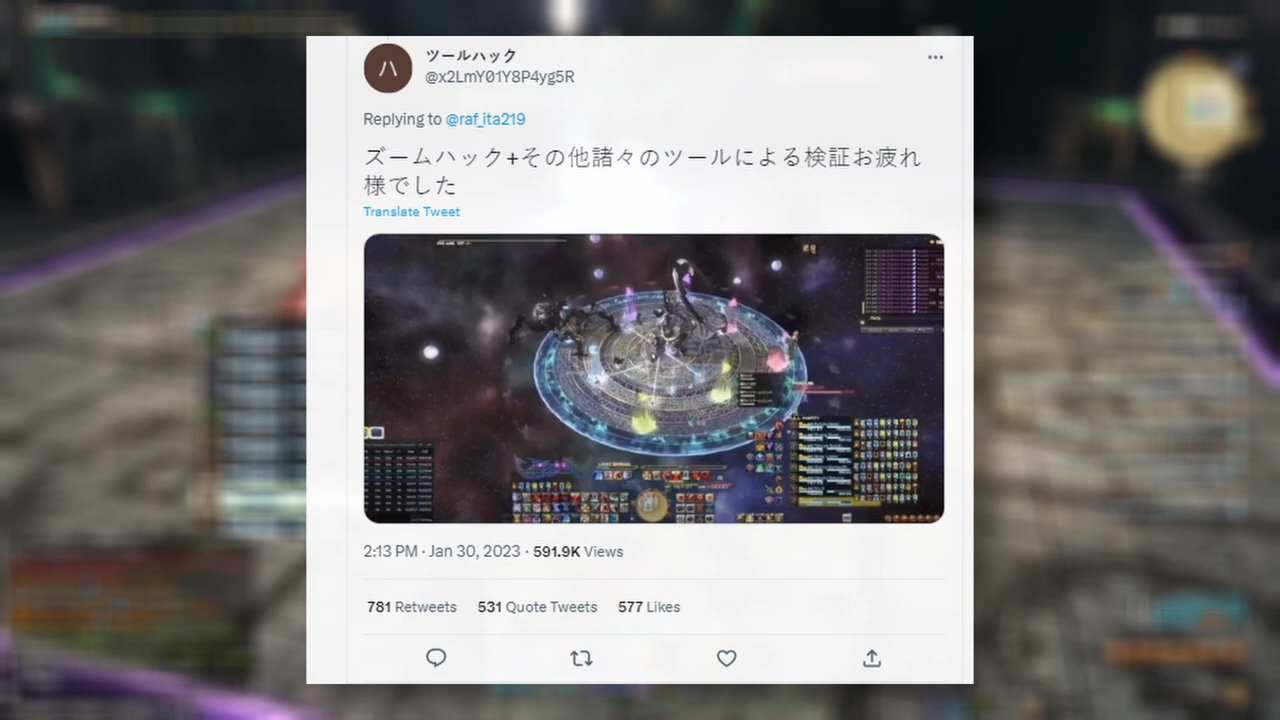 ハ
ツールハック
@x2LmY01Y8P4yg5R
Replying to @raf_ita219
ズームハック+その他諸々のツールによる検証お疲れ
様でした
Translate Tweet
2:13 PM · Jan 30, 2023 · 591.9K Views
781 Retweets 531 Quote Tweets 577 Likes